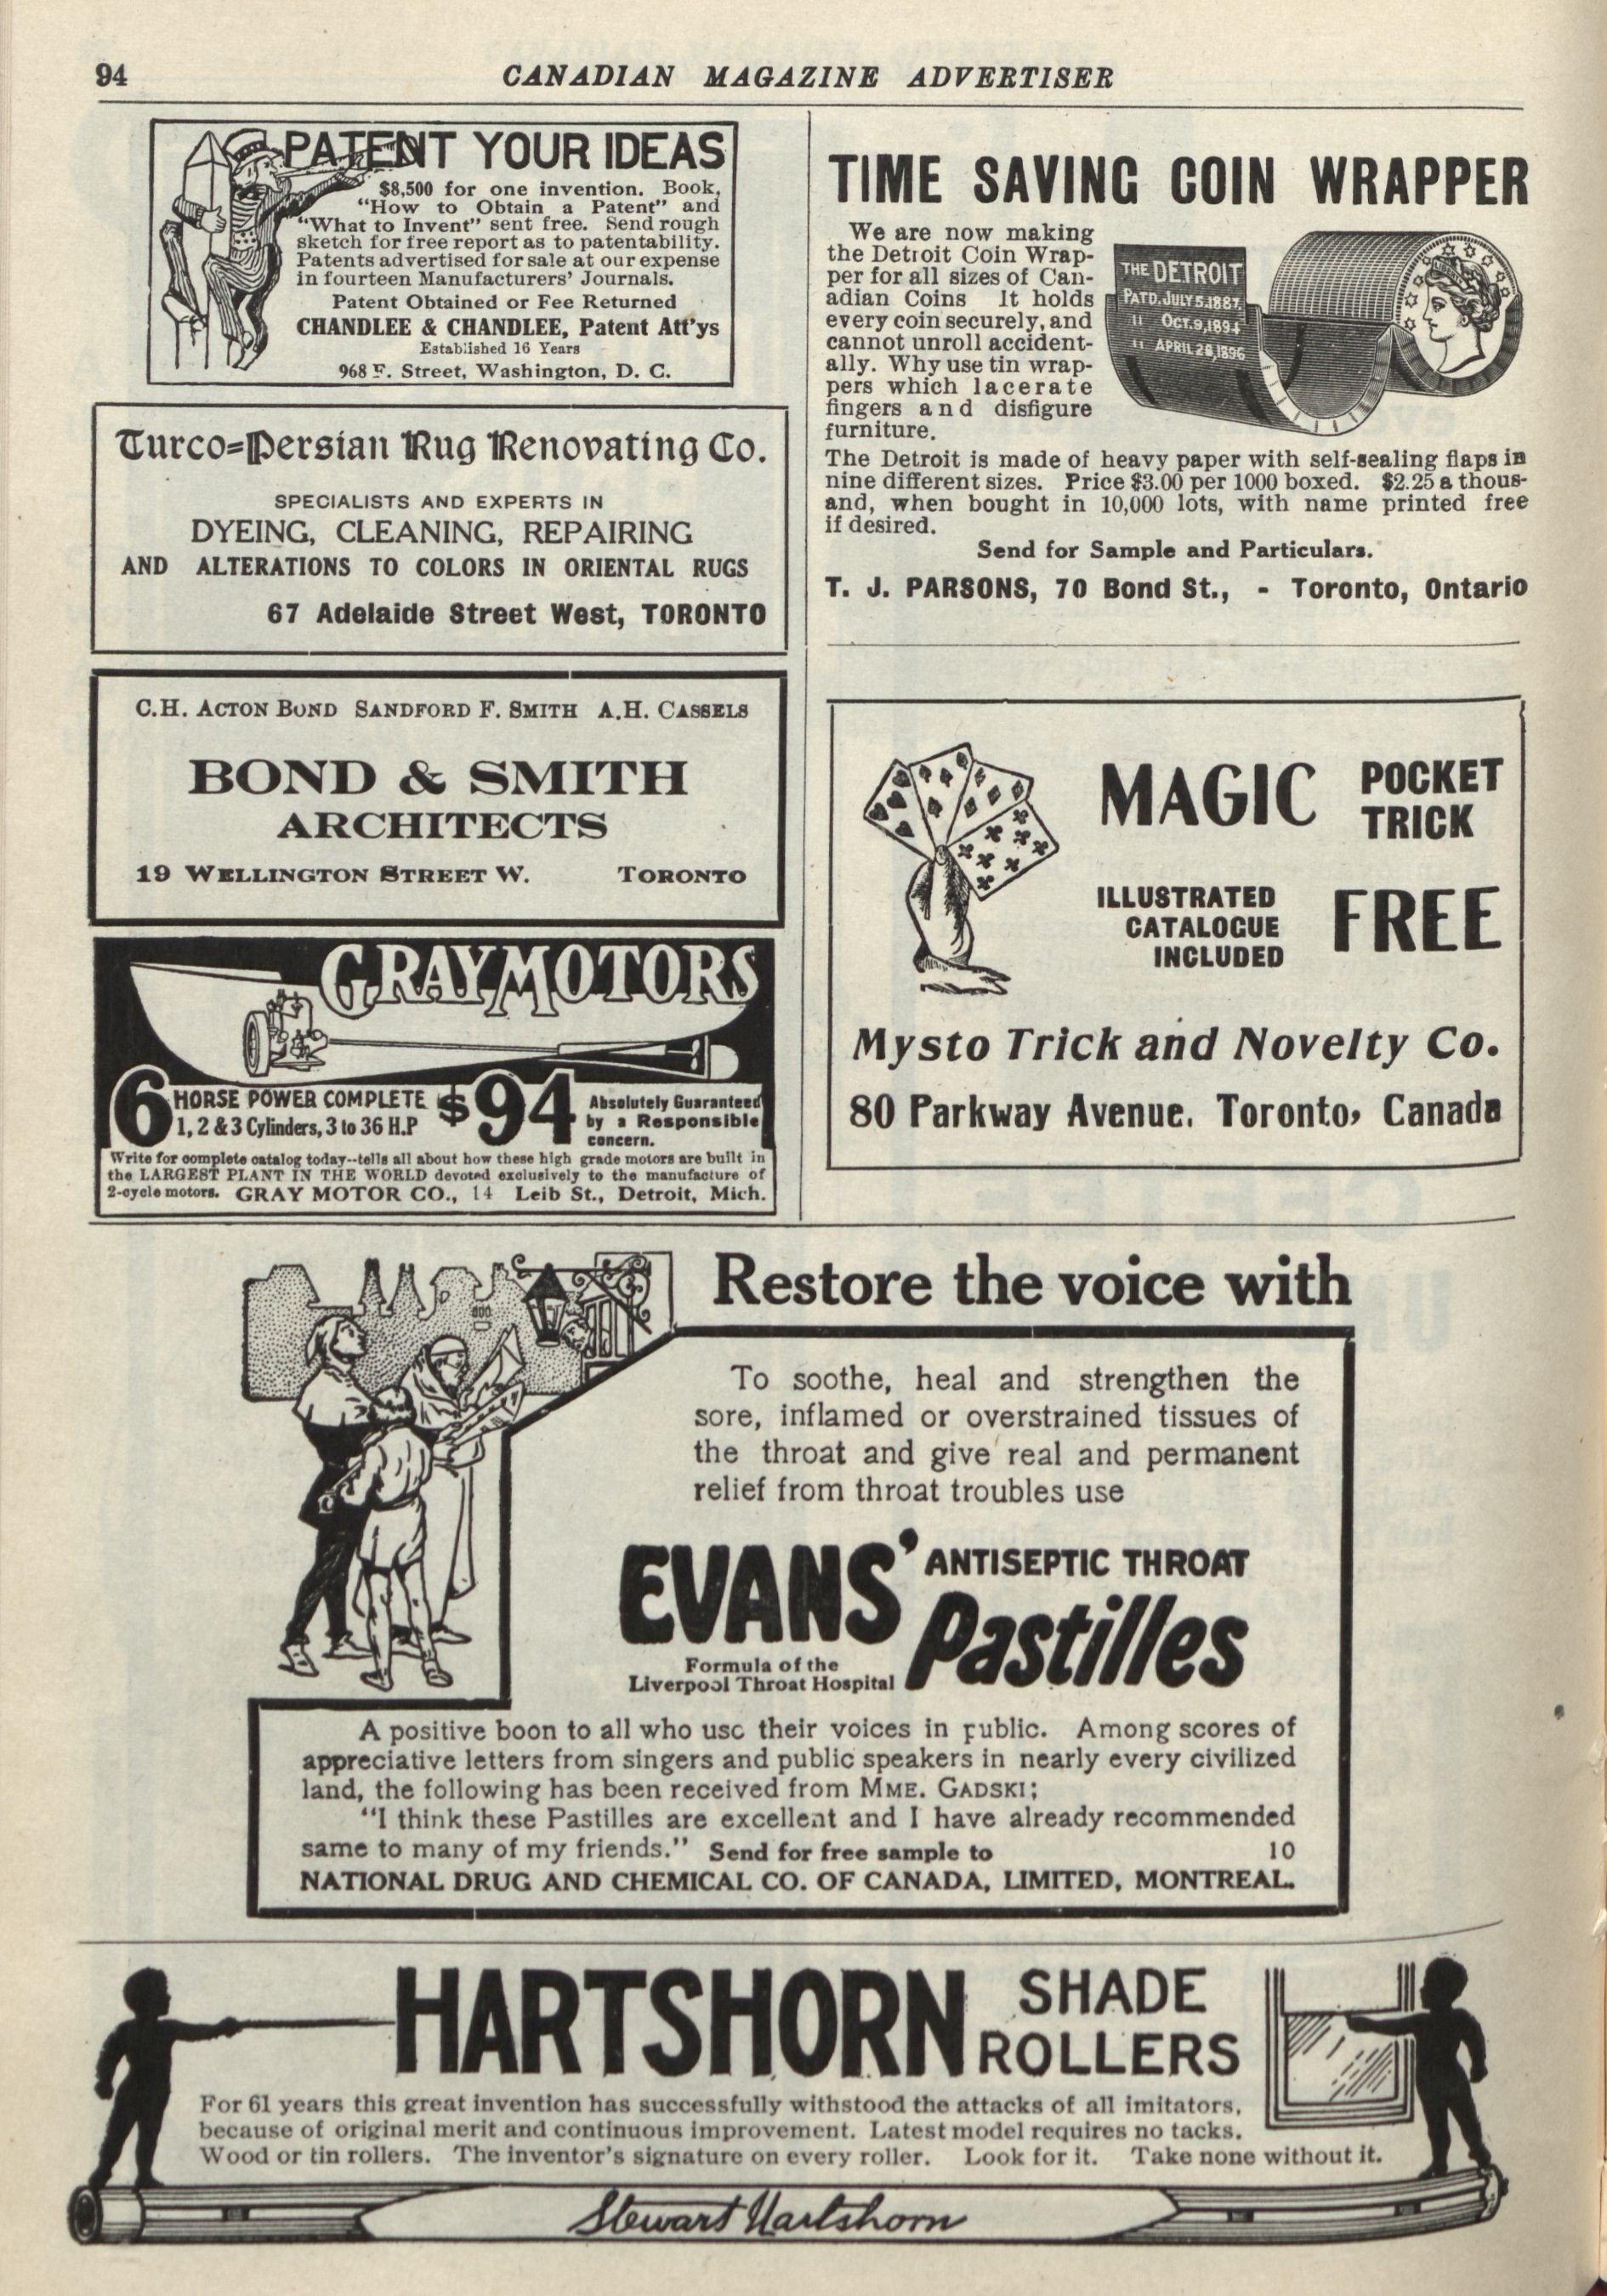 94
CANADIAN MAGAZINE ADVERTISER
PATENT YOUR IDEAS
$8,500 for one invention. Book,
"How to Obtain a Patent" and
"What to Invent" sent free. Send rough
sketch for free report as to patentability.
Patents advertised for sale at our expense
in fourteen Manufacturers' Journals.
Patent Obtained or Fee Returned
CHANDLEE & CHANDLEE, Patent Att'ys
Established 16 Years
968 F. Street, Washington, D. C.
Turco=Persian Rug Renovating Co.
SPECIALISTS AND EXPERTS IN
DYEING, CLEANING, REPAIRING
AND ALTERATIONS TO COLORS IN ORIENTAL RUGS
67 Adelaide Street West, TORONTO
C.H. ACTON BOND SANDFORD F. SMITH A.H. CASSELS
BOND & SMITH
ARCHITECTS
19 WELLINGTON STREET W. TORONTO
GRAY MOTORS
6 HORSE POWER COMPLETE $94
1, 2 & 3 Cylinders, 3 to 36 H.P
Absolutely Guaranteed
by a Responsible
concern.
Write for complete catalog today--tells all about how these high grade motors are built in
the LARGEST PLANT IN THE WORLD devoted exclusively to the manufacture of
2-cycle motors. GRAY MOTOR CO., 14 Leib St., Detroit, Mich.
TIME SAVING COIN WRAPPER
We are now making
the Detroit Coin Wrap-
per for all sizes of Can-
adian Coins It holds
every coin securely, and
cannot unroll accident-
ally. Why use tin wrap-
pers which lacerate
fingers and disfigure
furniture.
THE DETROIT
PAT'D. JULY 5.1887.
" OCT. 9, 1894
" APRIL 28, 1896
The Detroit is made of heavy paper with self-sealing flaps in
nine different sizes. Price $3.00 per 1000 boxed. $2.25 a thous-
and, when bought in 10,000 lots, with name printed free
if desired.
Send for Sample and Particulars.
T. J. PARSONS, 70 Bond St., - Toronto, Ontario
MAGIC POCKET
TRICK
ILLUSTRATED
CATALOGUE
INCLUDED
FREE
Mysto Trick and Novelty Co.
80 Parkway Avenue, Toronto, Canada
Restore the voice with
To soothe, heal and strengthen the
sore, inflamed or overstrained tissues of
the throat and give real and permanent
relief from throat troubles use
EVANS' ANTISEPTIC THROAT
Pastilles
Formula of the
Liverpool Throat Hospital
A positive boon to all who use their voices in public. Among scores of
appreciative letters from singers and public speakers in nearly every civilized
land, the following has been received from MME. GADSKI;
"I think these Pastilles are excellent and I have already recommended
same to many of my friends." Send for free sample to 10
NATIONAL DRUG AND CHEMICAL CO. OF CANADA, LIMITED, MONTREAL.
HARTSHORN SHADE
ROLLERS
For 61 years this great invention has successfully withstood the attacks of all imitators,
because of original merit and continuous improvement. Latest model requires no tacks.
Wood or tin rollers. The inventor's signature on every roller. Look for it. Take none without it.
Stewart Hartshorn